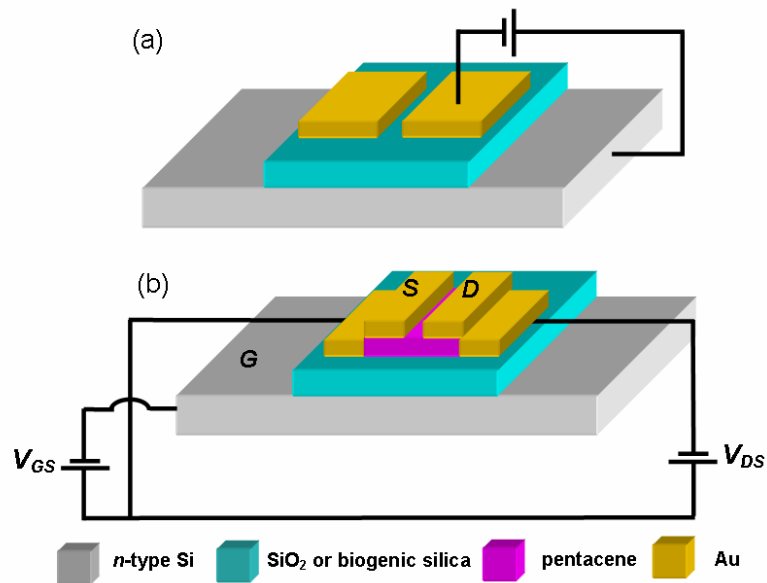 (a)
(b)
S
D
G
V_GS
V_DS
n-type Si
SiO₂ or biogenic silica
pentacene
Au